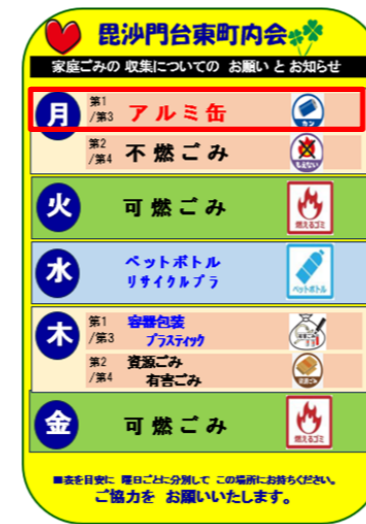 毘沙門台東町内会
家庭ごみの 収集についての お願い と お知らせ
月
第1
/第3 アルミ缶
カン
第2
/第4 不燃ごみ
もえない
火
可燃ごみ
燃えるゴミ
水
ペットボトル
リサイクルプラ
ペットボトル
木
第1 容器包装
/第3 プラスティック
第2 資源ごみ
/第4 有害ごみ
金
可燃ごみ
燃えるゴミ
■表を目安に 曜日ごとに分別して この場所にお持ちください。
ご協力を お願いいたします。